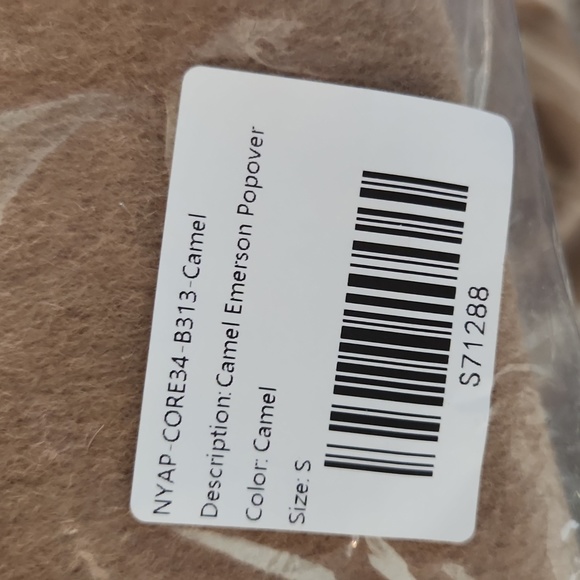 NYAP-CORE34-B313-Camel
Description: Camel Emerson Popover
Color: Camel
Size: S
S71288